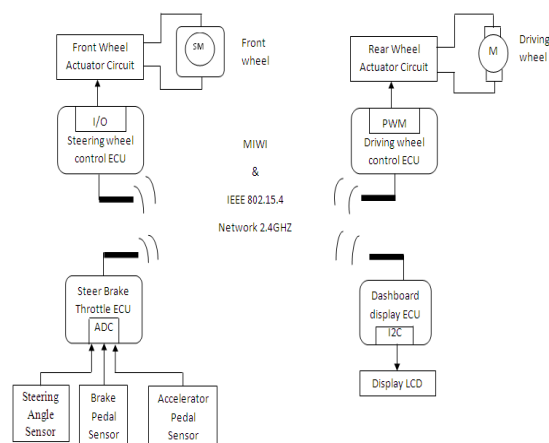 Front Wheel
Actuator Circuit
SM
Front
wheel
I/O
Steering wheel
control ECU
Rear Wheel
Actuator Circuit
M
Driving
wheel
PWM
Driving wheel
control ECU
MIWI
&
IEEE 802.15.4
Network 2.4GHZ
Steer Brake
Throttle ECU
ADC
Steering
Angle
Sensor
Brake
Pedal
Sensor
Accelerator
Pedal
Sensor
Dashboard
display ECU
I2C
Display LCD